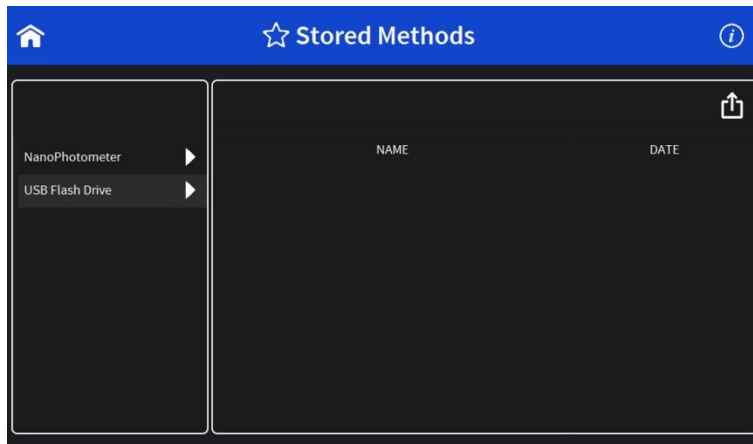 Stored Methods
NAME
DATE
NanoPhotometer
USB Flash Drive